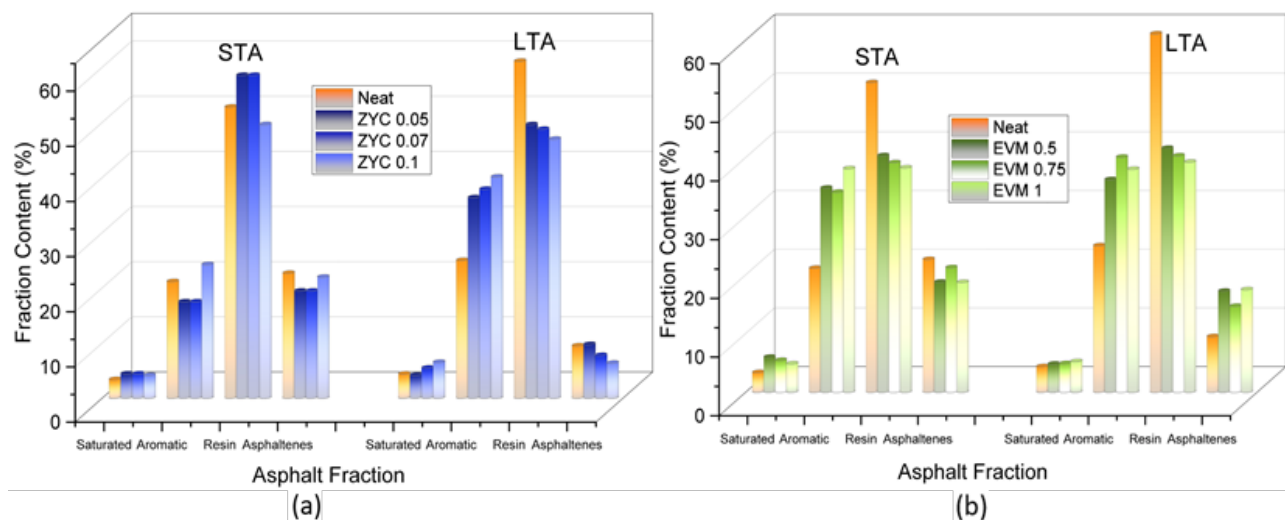 STA
LTA
Neat
ZYC 0.05
ZYC 0.07
ZYC 0.1
60
50
40
30
20
10
0
Fraction Content (%)
Saturated Aromatic Resin Asphaltenes Saturated Aromatic Resin Asphaltenes
Asphalt Fraction
(a)
STA
LTA
Neat
EVM 0.5
EVM 0.75
EVM 1
60
50
40
30
20
10
0
Fraction Content (%)
Saturated Aromatic Resin Asphaltenes Saturated Aromatic Resin Asphaltenes
Asphalt Fraction
(b)